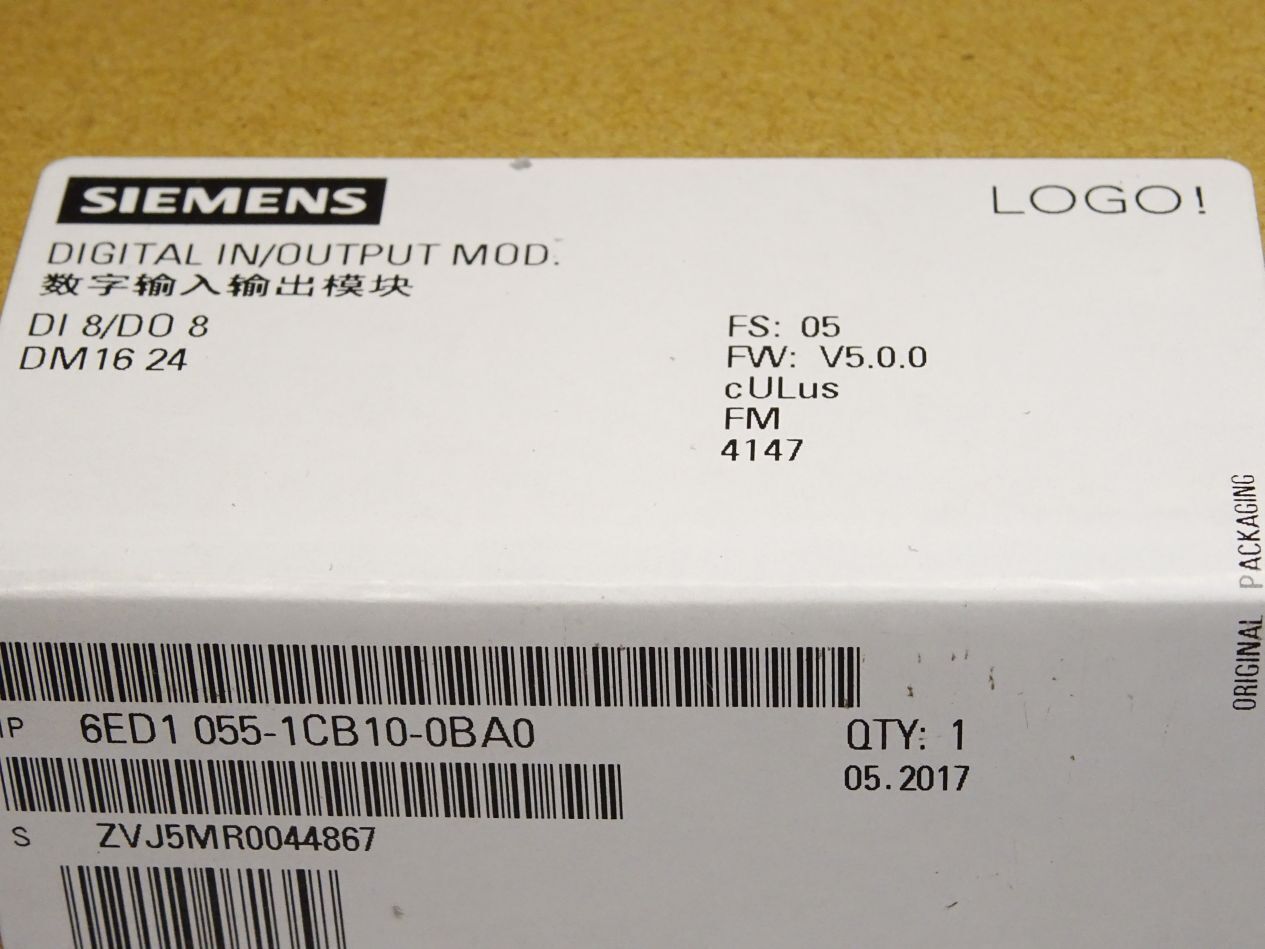 SIEMENS
LOGO!
DIGITAL IN/OUTPUT MOD.
数字输入输出模块
DI 8/DO 8
DM16 24
FS: 05
FW: V5.0.0
cULus
FM
4147
ORIGINAL PACKAGING
1P 6ED1 055-1CB10-0BA0
QTY: 1
05.2017
S ZVJ5MR0044867